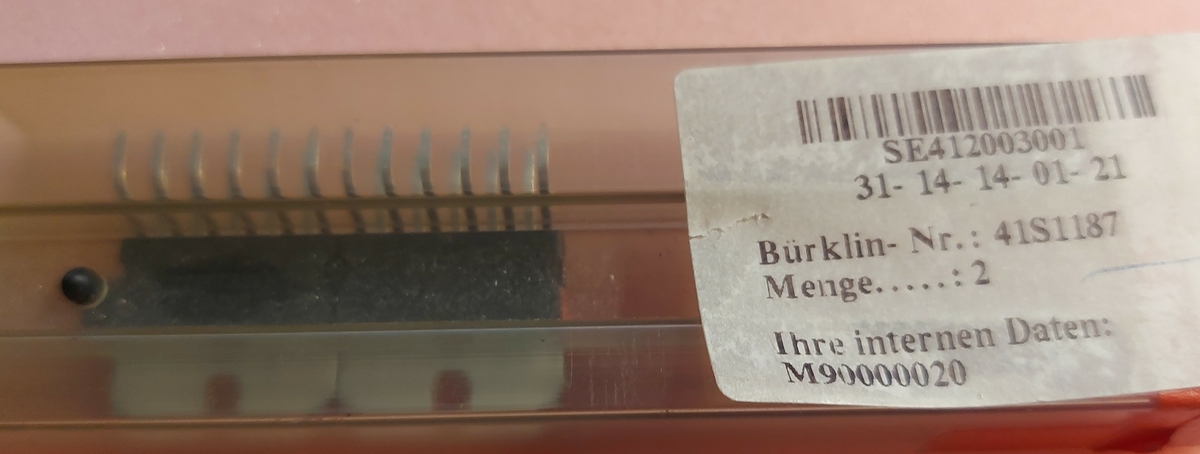 SE412003001
31- 14- 14- 01- 21
Bürklin- Nr.: 41S1187
Menge.....: 2
Ihre internen Daten:
M90000020